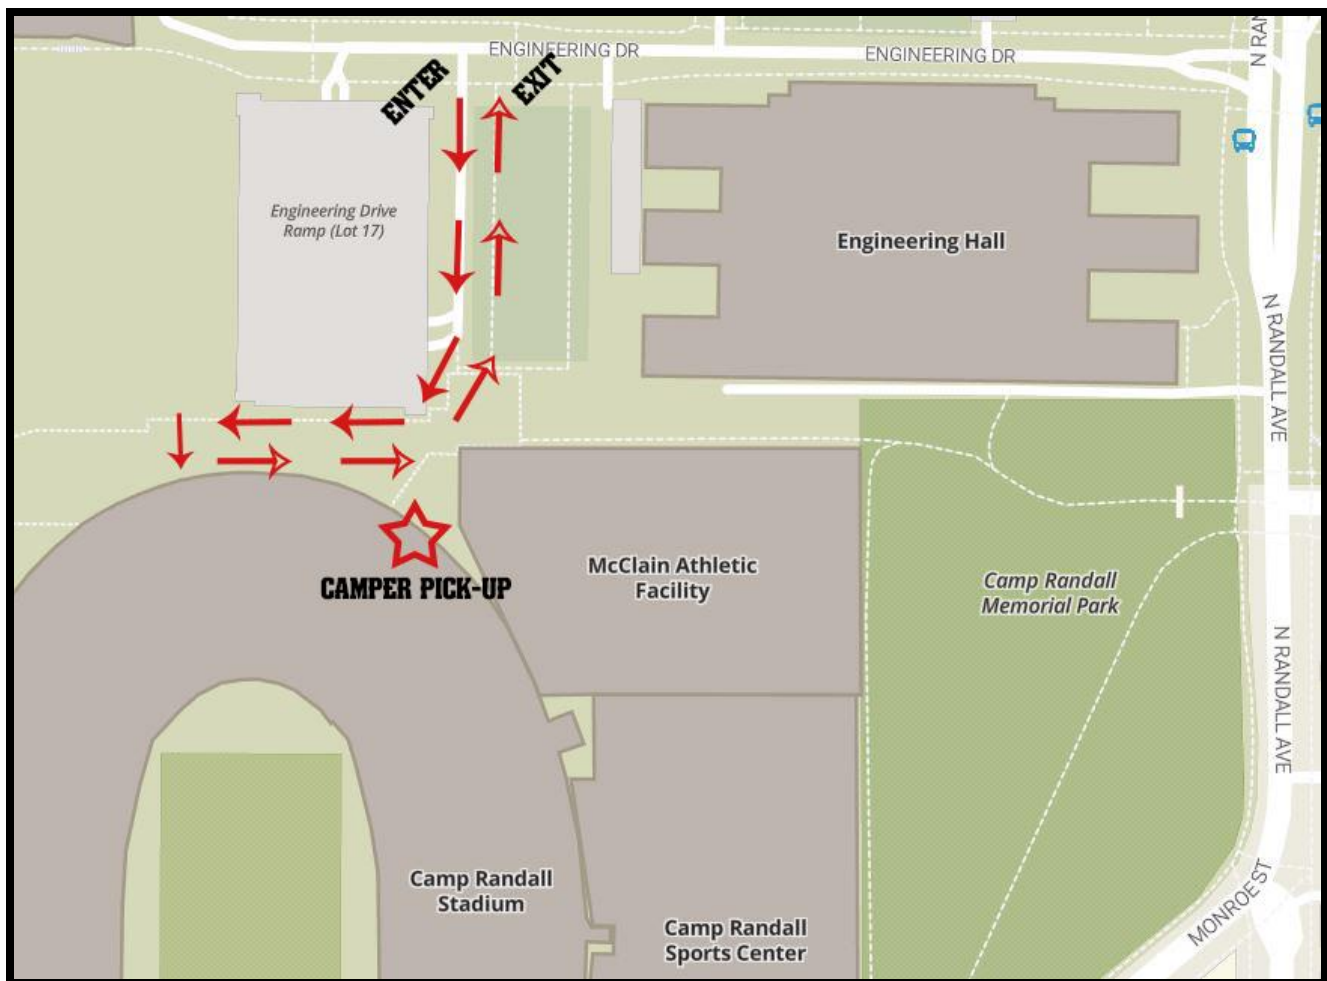 ENGINEERING DR
ENGINEERING DR
N RAN
ENTER
EXIT
Engineering Drive
Ramp (Lot 17)
Engineering Hall
N RANDALL AVE
CAMPER PICK-UP
McClain Athletic
Facility
Camp Randall
Memorial Park
N RANDALL AVE
Camp Randall
Stadium
Camp Randall
Sports Center
MONROE ST